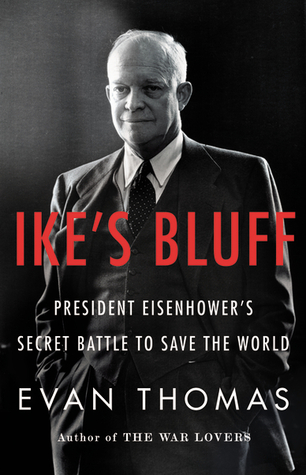 IKE'S BLUFF
PRESIDENT EISENHOWER'S
SECRET BATTLE TO SAVE THE WORLD
EVAN THOMAS
Author of THE WAR LOVERS